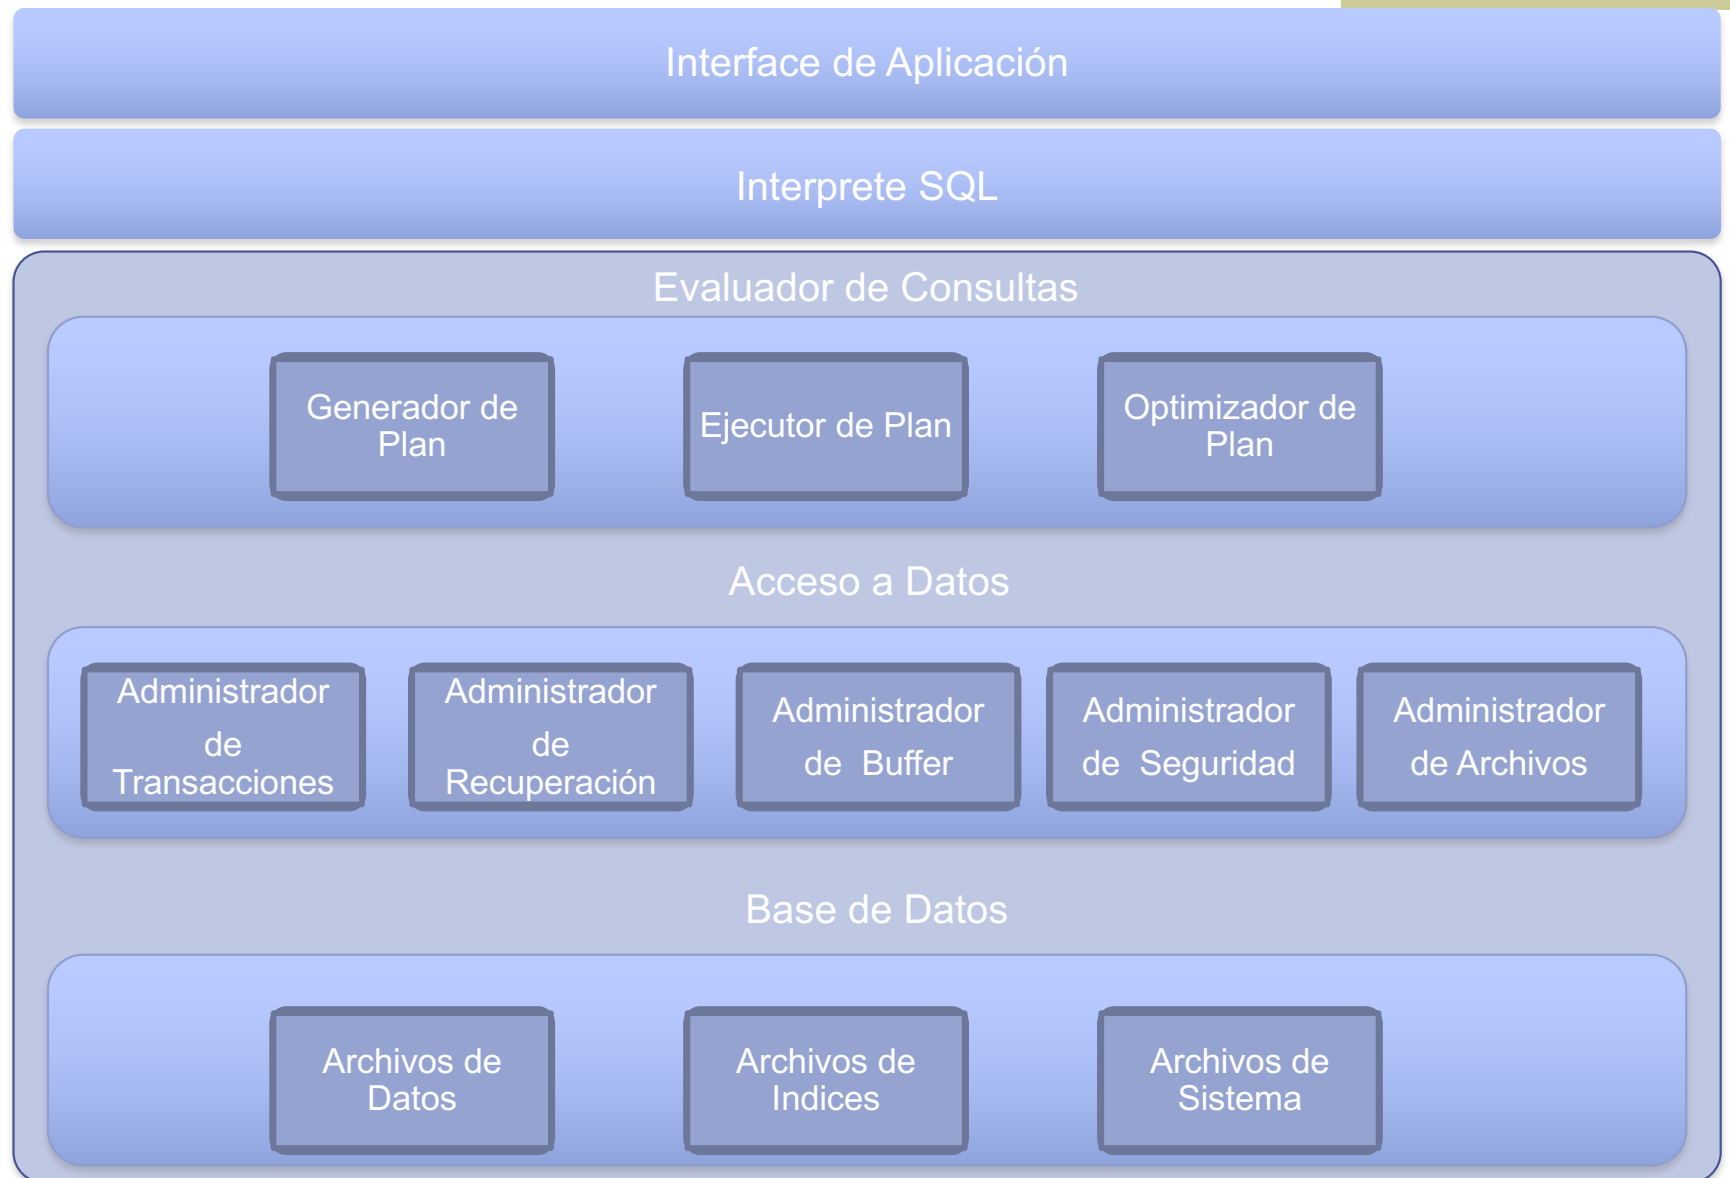 Interface de Aplicación
Interprete SQL
Evaluador de Consultas
Generador de
Plan
Ejecutor de Plan
Optimizador de
Plan
Acceso a Datos
Administrador
de
Transacciones
Administrador
de
Recuperación
Administrador
de Buffer
Administrador
de Seguridad
Administrador
de Archivos
Base de Datos
Archivos de
Datos
Archivos de
Indices
Archivos de
Sistema